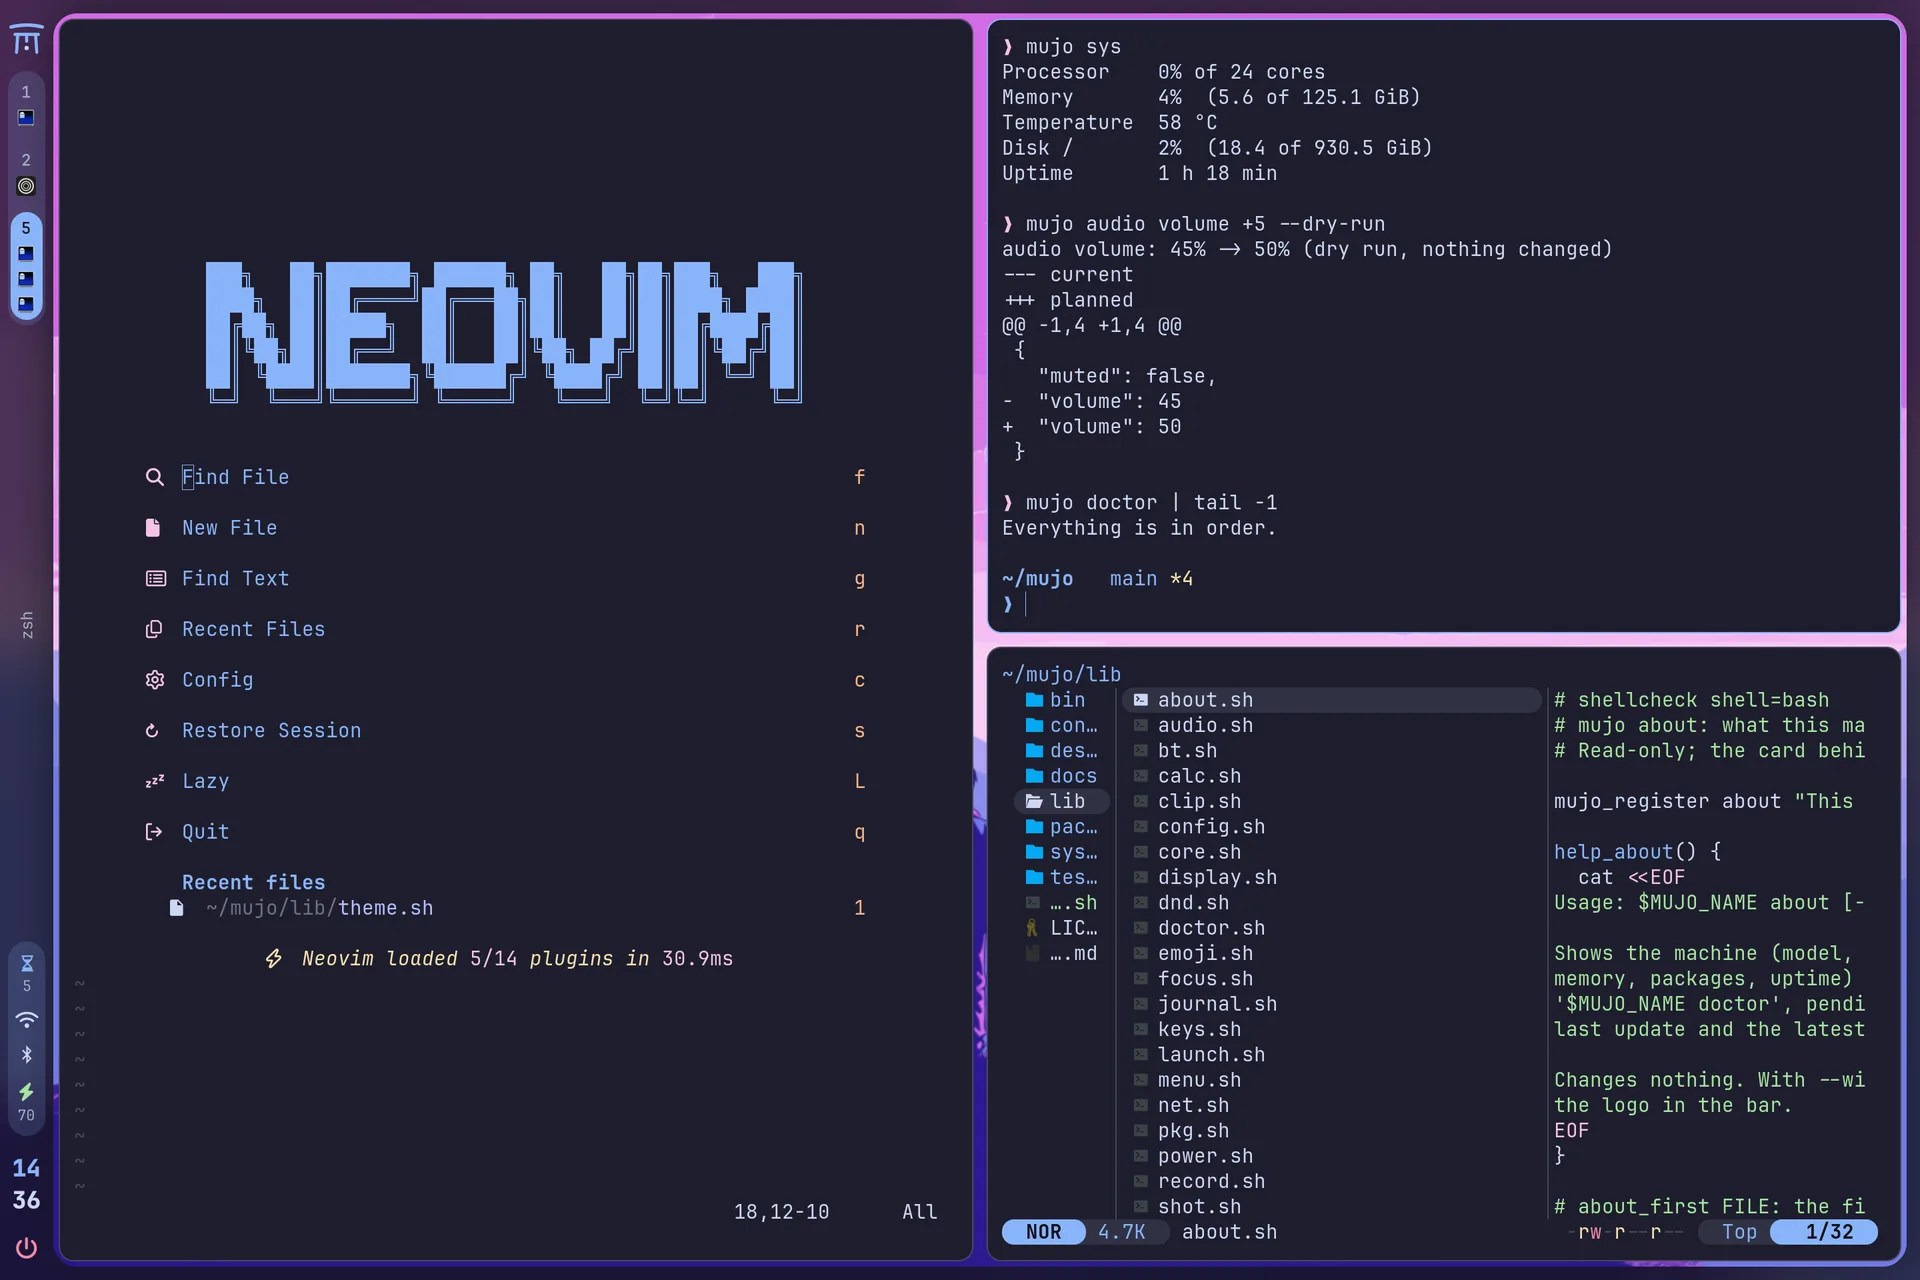 1
2
5
zsh
5
70
14
36
NEOVIM
Find File f
New File n
Find Text g
Recent Files r
Config c
Restore Session s
Lazy L
Quit q
Recent files
~/mujo/lib/theme.sh 1
Neovim loaded 5/14 plugins in 30.9ms
~
~
~
~
~
~
~
~
~
18,12-10 All
❯ mujo sys
Processor 0% of 24 cores
Memory 4% (5.6 of 125.1 GiB)
Temperature 58 °C
Disk / 2% (18.4 of 930.5 GiB)
Uptime 1 h 18 min
❯ mujo audio volume +5 --dry-run
audio volume: 45% -> 50% (dry run, nothing changed)
--- current
+++ planned
@@ -1,4 +1,4 @@
{
"muted": false,
- "volume": 45
+ "volume": 50
}
❯ mujo doctor | tail -1
Everything is in order.
~/mujo main *4
❯
~/mujo/lib
bin
con…
des…
docs
lib
pac…
sys…
tes…
….sh
LIC…
….md
about.sh
audio.sh
bt.sh
calc.sh
clip.sh
config.sh
core.sh
display.sh
dnd.sh
doctor.sh
emoji.sh
focus.sh
journal.sh
keys.sh
launch.sh
menu.sh
net.sh
pkg.sh
power.sh
record.sh
shot.sh
# shellcheck shell=bash
# mujo about: what this ma
# Read-only; the card behi
mujo_register about "This
help_about() {
cat <<EOF
Usage: $MUJO_NAME about [-
Shows the machine (model,
memory, packages, uptime)
'$MUJO_NAME doctor', pendi
last update and the latest
Changes nothing. With --wi
the logo in the bar.
EOF
}
# about_first FILE: the fi
NOR 4.7K about.sh -rw-r--r-- Top 1/32